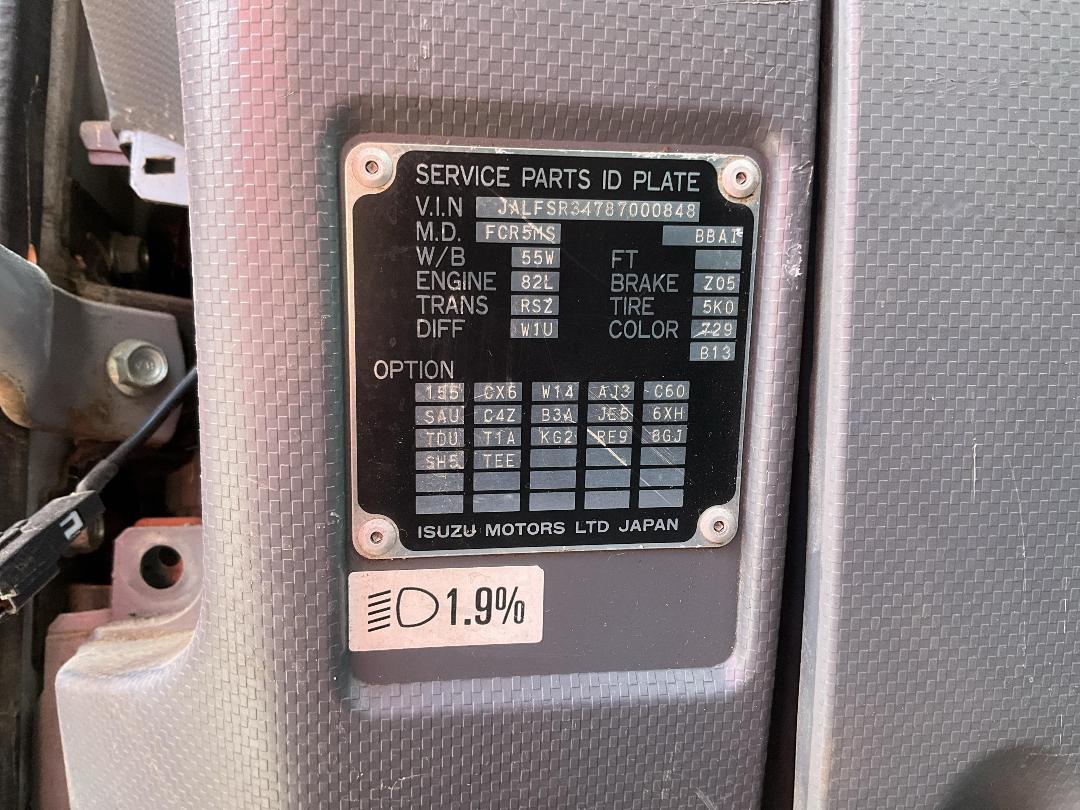 SERVICE PARTS ID PLATE
V.I.N JALFSR34787000848
M.D. FCR5MS BBAI
W/B 55W FT
ENGINE 82L BRAKE Z05
TRANS RSZ TIRE 5K0
DIFF W1U COLOR 729
B13
OPTION
155 CX6 W14 AJ3 C60
SAU C4Z B3A JE5 6XH
TDU T1A KG2 RE9 8GJ
SH5 TEE
ISUZU MOTORS LTD JAPAN
1.9%